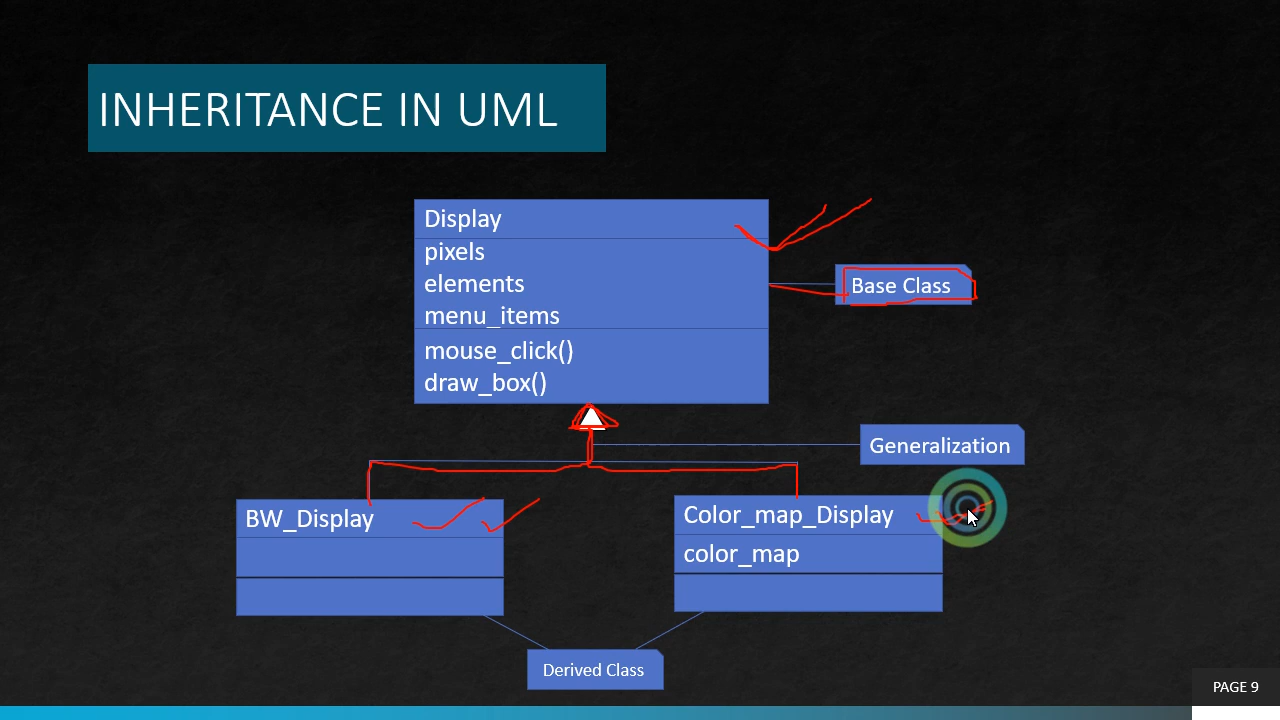 INHERITANCE IN UML
Display
pixels
elements
menu_items
mouse_click()
draw_box()
Base Class
Generalization
BW_Display
Color_map_Display
color_map
Derived Class
PAGE 9